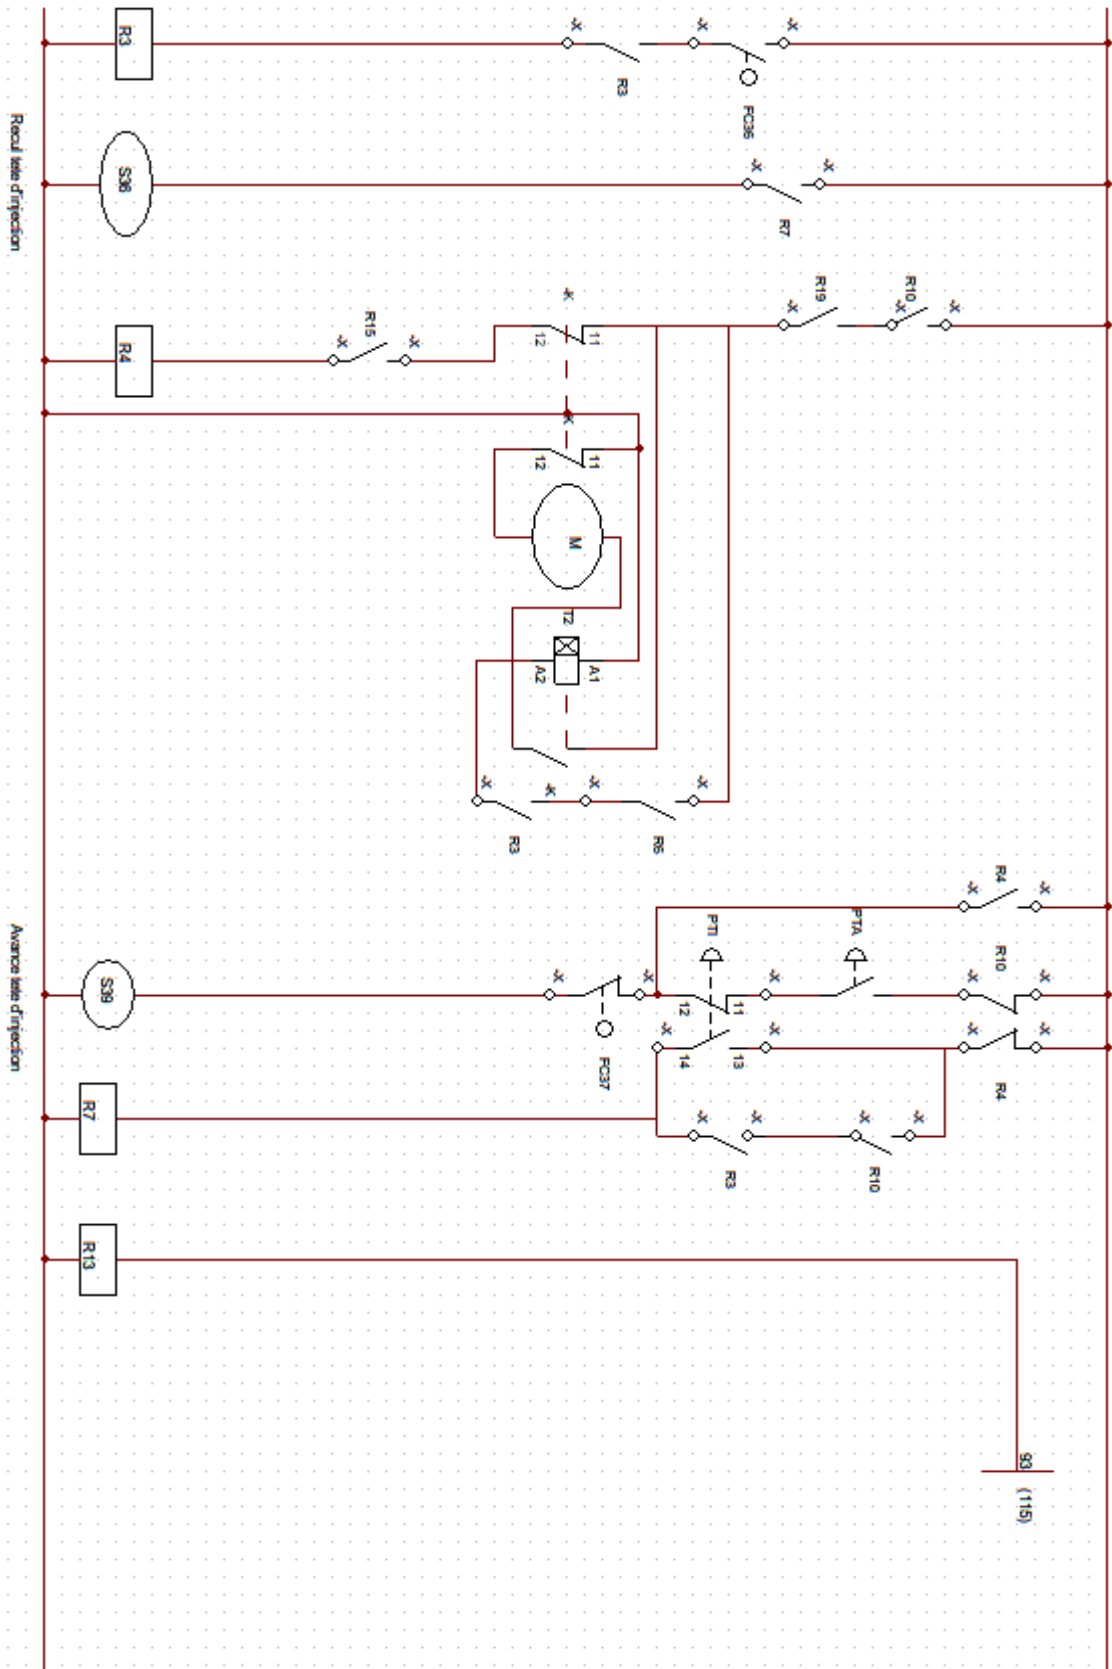 -X
-X
-X
R3
R3
FC36
-X
-X
S36
R7
Recul tete d'injection
R19
R10
-X
-X
-X
-K
R15
-X
-X
12
11
R4
-K
12
11
M
T2
A2
A1
-X
-K
-X
-X
R3
R6
R4
-X
-X
PTI
PTA
R10
Avance tete d'injection
S39
-X
-X
12
11
-X
-X
-X
FC37
-X
14
13
-X
-X
-X
R4
R7
-X
-X
-X
-X
R3
R10
R13
93
(115)